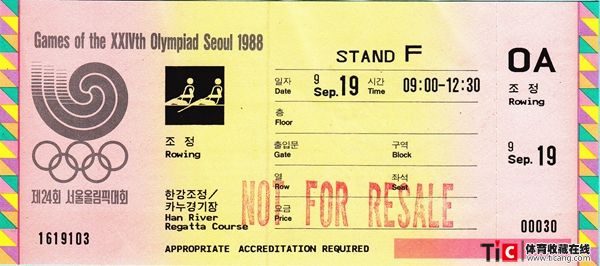 Games of the XXIVth Olympiad Seoul 1988
제24회 서울올림픽대회
1619103
조정
Rowing
한강조정/
카누경기장
Han River
Regatta Course
APPROPRIATE ACCREDITATION REQUIRED
STAND F
일자 9 시간
Date Sep. 19 Time 09:00-12:30
층
Floor
출입문 구역
Gate Block
열 좌석
Row Seat
요금
Price
NOT FOR RESALE
OA
조정
Rowing
9
Sep. 19
00030
TiC 体育收藏在线
www.ticang.com